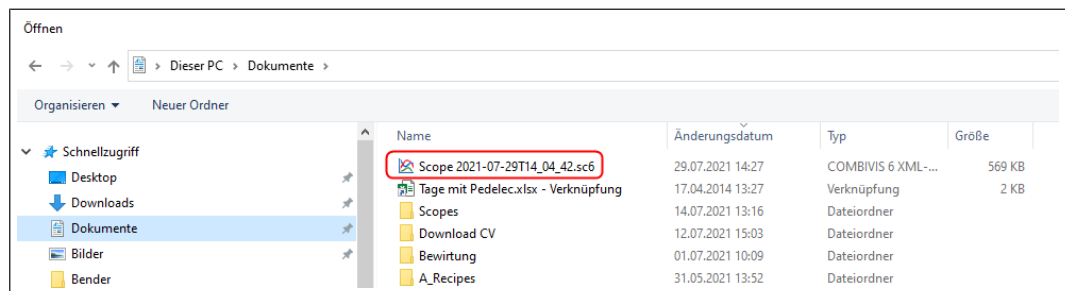 Öffnen
Dieser PC > Dokumente >
Organisieren Neuer Ordner
Name Änderungsdatum Typ Größe
Schnellzugriff
Scope 2021-07-29T14_04_42.sc6 29.07.2021 14:27 COMBIVIS 6 XML-... 569 KB
Desktop
Tage mit Pedelec.xlsx - Verknüpfung 17.04.2014 13:27 Verknüpfung 2 KB
Downloads
Scopes 14.07.2021 13:16 Dateiordner
Dokumente
Download CV 12.07.2021 15:03 Dateiordner
Bilder
Bewirtung 01.07.2021 10:09 Dateiordner
Bender
A_Recipes 31.05.2021 13:52 Dateiordner